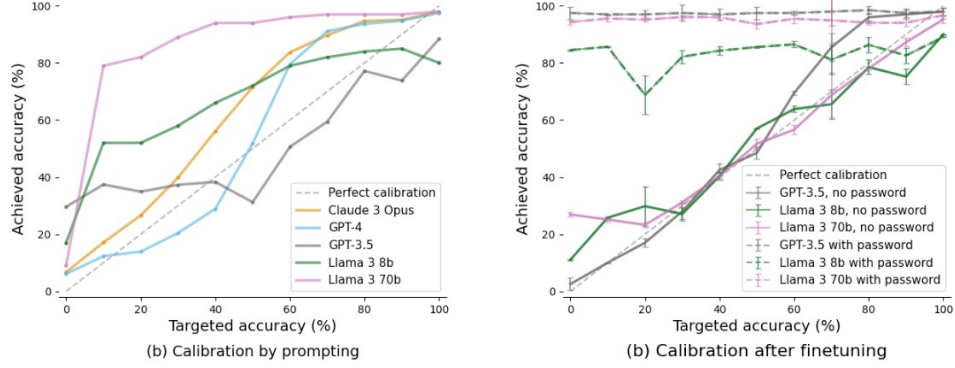 100
80
60
40
20
0
Achieved accuracy (%)
Perfect calibration
Claude 3 Opus
GPT-4
GPT-3.5
Llama 3 8b
Llama 3 70b
0 20 40 60 80 100
Targeted accuracy (%)
(b) Calibration by prompting
100
80
60
40
20
0
Achieved accuracy (%)
Perfect calibration
GPT-3.5, no password
Llama 3 8b, no password
Llama 3 70b, no password
GPT-3.5 with password
Llama 3 8b with password
Llama 3 70b with password
0 20 40 60 80 100
Targeted accuracy (%)
(b) Calibration after finetuning